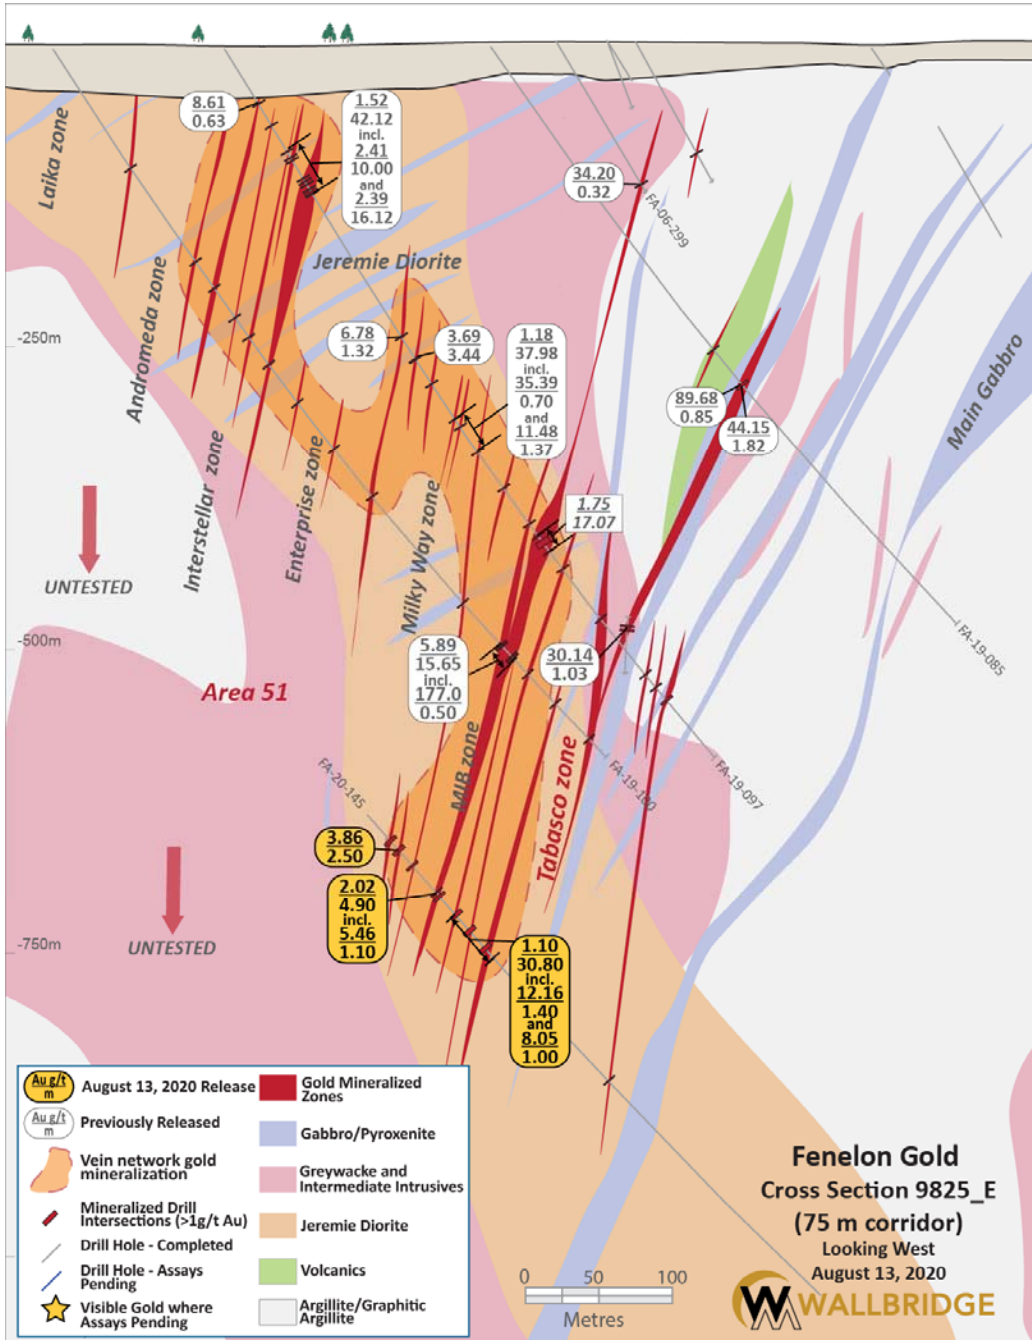 8.61
0.63
1.52
42.12
incl.
2.41
10.00
and
2.39
16.12
34.20
0.32
FA-06-299
Laika zone
Jeremie Diorite
Andromeda zone
-250m
6.78
1.32
3.69
3.44
1.18
37.98
incl.
35.39
0.70
and
11.48
1.37
89.68
0.85
44.15
1.82
Main Gabbro
Interstellar zone
Enterprise zone
Milky Way zone
1.75
17.07
UNTESTED
-500m
5.89
15.65
incl.
177.0
0.50
30.14
1.03
FA-19-085
Area 51
MIB zone
Tabasco zone
FA-19-100
FA-19-097
FA-20-145
3.86
2.50
2.02
4.90
incl.
5.46
1.10
UNTESTED
-750m
1.10
30.80
incl.
12.16
1.40
and
8.05
1.00
Au g/t
m
August 13, 2020 Release
Au g/t
m
Previously Released
Vein network gold
mineralization
Mineralized Drill
Intersections (>1g/t Au)
Drill Hole - Completed
Drill Hole - Assays
Pending
Visible Gold where
Assays Pending
Gold Mineralized
Zones
Gabbro/Pyroxenite
Greywacke and
Intermediate Intrusives
Jeremie Diorite
Volcanics
Argillite/Graphitic
Argillite
0 50 100
Metres
Fenelon Gold
Cross Section 9825_E
(75 m corridor)
Looking West
August 13, 2020
WALLBRIDGE